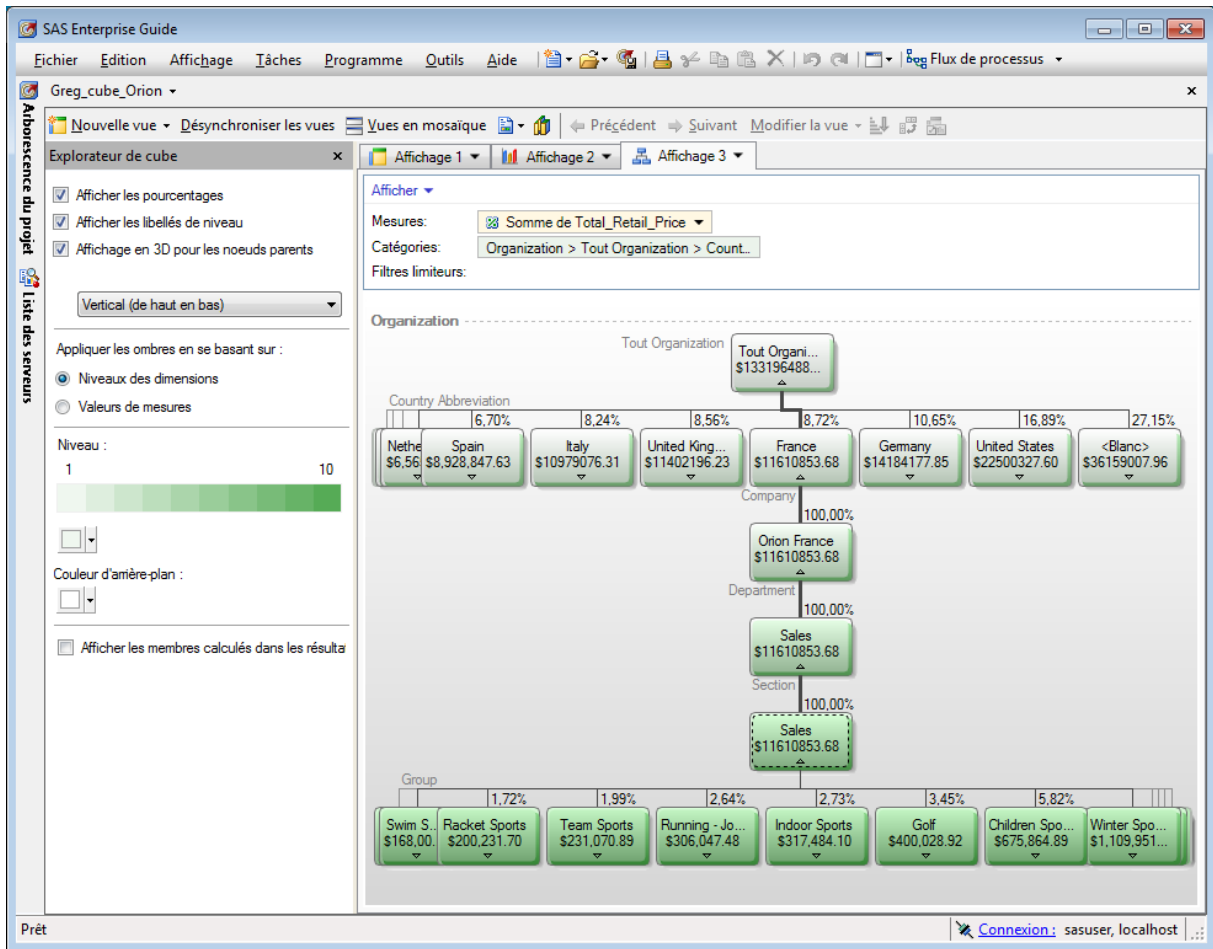 SAS Enterprise Guide
Fichier Edition Affichage Tâches Programme Outils Aide Flux de processus
Greg_cube_Orion
Arborescence du projet
Liste des serveurs
Nouvelle vue Désynchroniser les vues Vues en mosaïque Précédent Suivant Modifier la vue
Explorateur de cube
Afficher les pourcentages
Afficher les libellés de niveau
Affichage en 3D pour les noeuds parents
Vertical (de haut en bas)
Appliquer les ombres en se basant sur :
Niveaux des dimensions
Valeurs de mesures
Niveau :
1 10
Couleur d'arrière-plan :
Afficher les membres calculés dans les résulta
Affichage 1 Affichage 2 Affichage 3
Afficher
Mesures: Somme de Total_Retail_Price
Catégories: Organization > Tout Organization > Count...
Filtres limiteurs:
Organization
Tout Organization
Tout Organi...
$133196488...
Country Abbreviation
6,70% 8,24% 8,56% 8,72% 10,65% 16,89% 27,15%
Nethe Spain Italy United King... France Germany United States <Blanc>
$6,56 $8,928,847.63 $10979076.31 $11402196.23 $11610853.68 $14184177.85 $22500327.60 $36159007.96
Company
100,00%
Orion France
$11610853.68
Department
100,00%
Sales
$11610853.68
Section
100,00%
Sales
$11610853.68
Group
1,72% 1,99% 2,64% 2,73% 3,45% 5,82%
Swim S. Racket Sports Team Sports Running - Jo... Indoor Sports Golf Children Spo... Winter Spo...
$168,00. $200,231.70 $231,070.89 $306,047.48 $317,484.10 $400,028.92 $675,864.89 $1,109,951...
Prêt
Connexion : sasuser, localhost